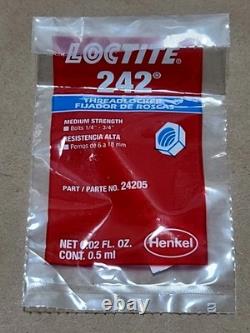 LOCTITE®
242®
THREADLOCKER
FIJADOR DE ROSCAS
MEDIUM STRENGTH
Bolts 1/4" - 3/4"
RESISTENCIA ALTA
Pernos de 6 a 18 mm
PART / PARTE NO. 24205
NET 0.02 FL. OZ.
CONT. 0.5 ml
Henkel